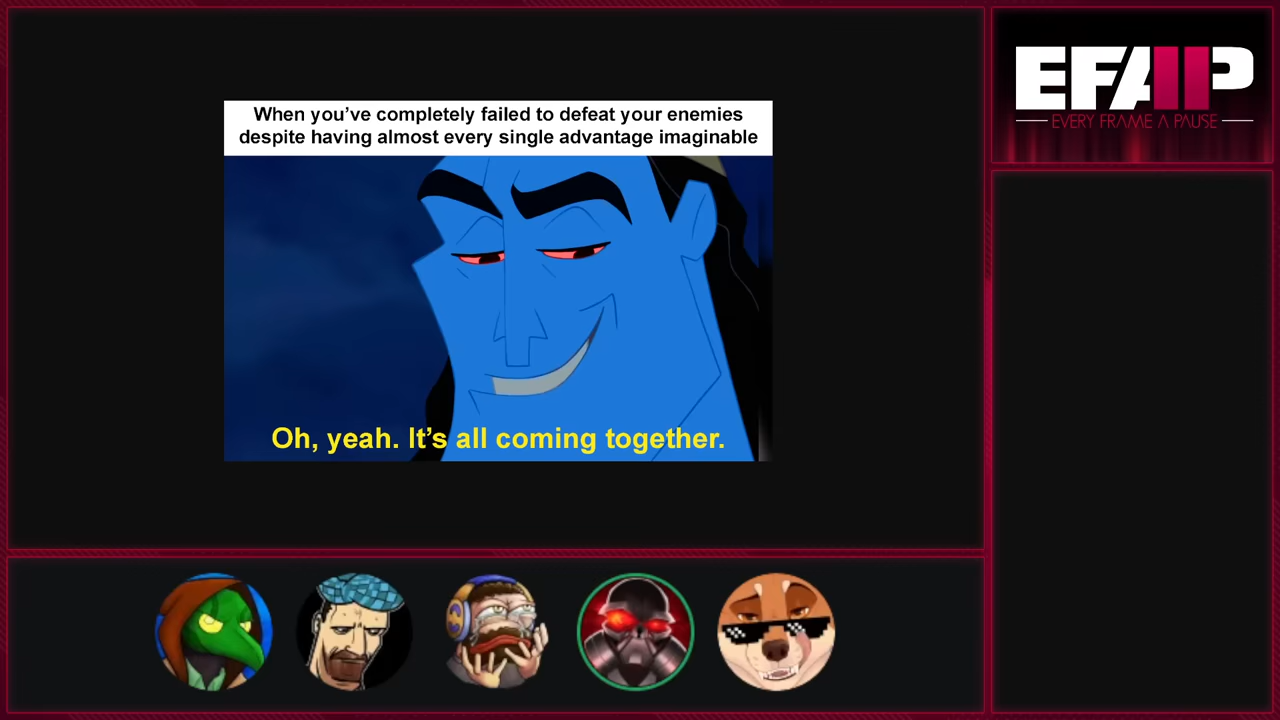 When you've completely failed to defeat your enemies
despite having almost every single advantage imaginable
Oh, yeah. It's all coming together.
EFAP
EVERY FRAME A PAUSE